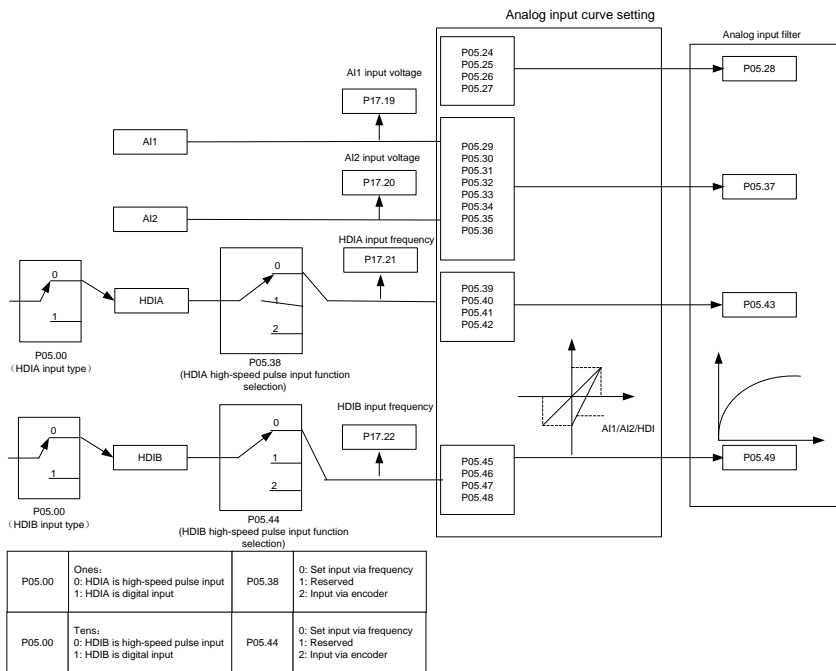 Analog input curve setting
Analog input filter
P05.24
P05.25
P05.26
P05.27
P05.28
AI1 input voltage
P17.19
AI1
AI2 input voltage
P17.20
AI2
P05.29
P05.30
P05.31
P05.32
P05.33
P05.34
P05.35
P05.36
P05.37
HDIA input frequency
P17.21
0
1
HDIA
0
1
2
P05.39
P05.40
P05.41
P05.42
P05.43
P05.00
(HDIA input type)
P05.38
(HDIA high-speed pulse input function
selection)
AI1/AI2/HDI
HDIB input frequency
P17.22
0
1
HDIB
0
1
2
P05.45
P05.46
P05.47
P05.48
P05.49
P05.00
(HDIB input type)
P05.44
(HDIB high-speed pulse input function
selection)
P05.00
Ones:
0: HDIA is high-speed pulse input
1: HDIA is digital input
P05.38
0: Set input via frequency
1: Reserved
2: Input via encoder
P05.00
Tens:
0: HDIB is high-speed pulse input
1: HDIB is digital input
P05.44
0: Set input via frequency
1: Reserved
2: Input via encoder